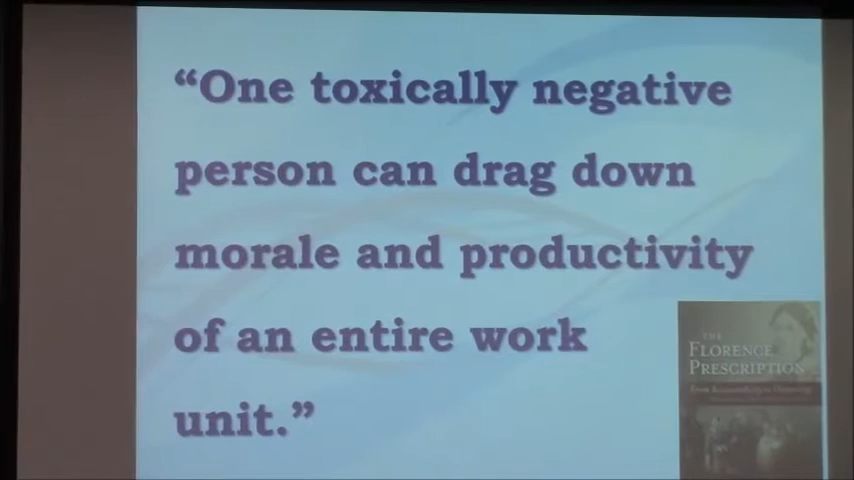 “One toxically negative
person can drag down
morale and productivity
of an entire work
unit.”
THE
FLORENCE
PRESCRIPTION